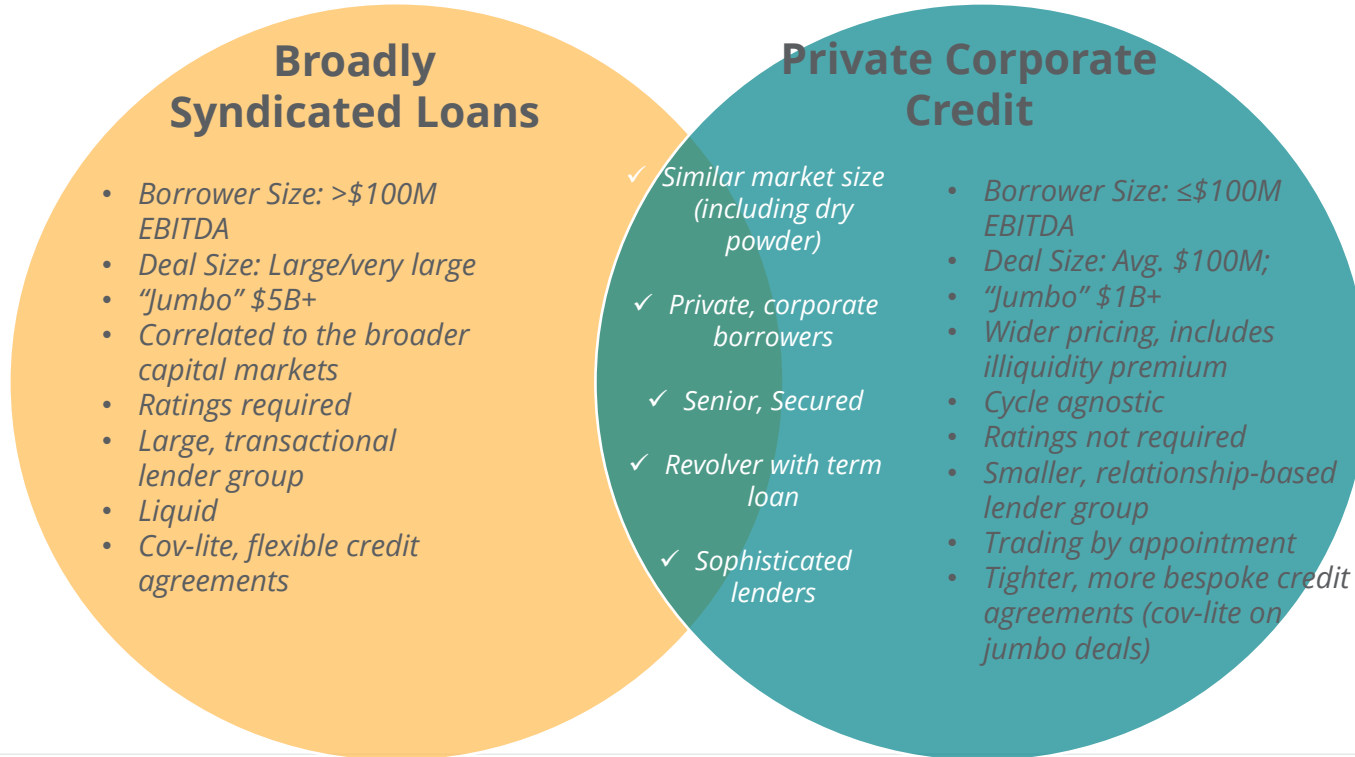 Broadly
Syndicated Loans
• Borrower Size: >$100M
EBITDA
• Deal Size: Large/very large
• “Jumbo” $5B+
• Correlated to the broader
capital markets
• Ratings required
• Large, transactional
lender group
• Liquid
• Cov-lite, flexible credit
agreements
✓ Similar market size
(including dry
powder)
✓ Private, corporate
borrowers
✓ Senior, Secured
✓ Revolver with term
loan
✓ Sophisticated
lenders
Private Corporate
Credit
• Borrower Size: ≤$100M
EBITDA
• Deal Size: Avg. $100M;
• “Jumbo” $1B+
• Wider pricing, includes
illiquidity premium
• Cycle agnostic
• Ratings not required
• Smaller, relationship-based
lender group
• Trading by appointment
• Tighter, more bespoke credit
agreements (cov-lite on
jumbo deals)